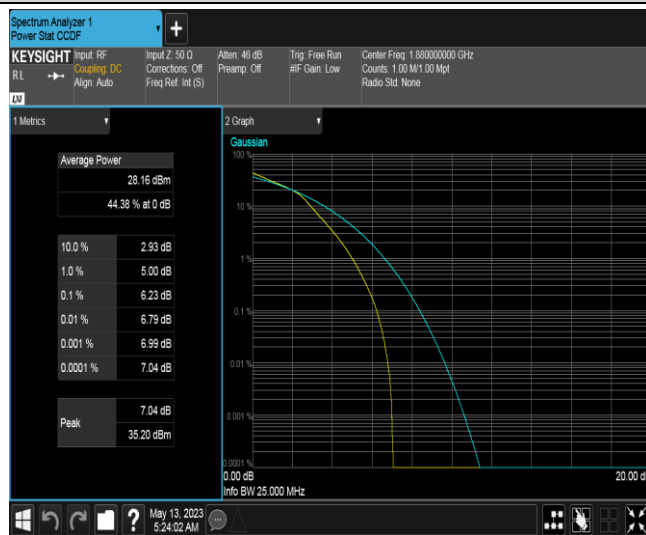 Spectrum Analyzer 1
Power Stat CCDF
KEYSIGHT
RL
LXI
Input: RF
Coupling: DC
Align: Auto
Input Z: 50 Ω
Corrections: Off
Freq Ref: Int (S)
Atten: 46 dB
Preamp: Off
Trig: Free Run
#IF Gain: Low
Center Freq: 1.880000000 GHz
Counts: 1.00 M/1.00 Mpt
Radio Std: None
1 Metrics
Average Power
28.16 dBm
44.38 % at 0 dB
10.0 % 2.93 dB
1.0 % 5.00 dB
0.1 % 6.23 dB
0.01 % 6.79 dB
0.001 % 6.99 dB
0.0001 % 7.04 dB
Peak
7.04 dB
35.20 dBm
2 Graph
Gaussian
100 %
10 %
1 %
0.1 %
0.01 %
0.001 %
0.0001 %
0.00 dB
20.00 d
Info BW 25.000 MHz
May 13, 2023
5:24:02 AM